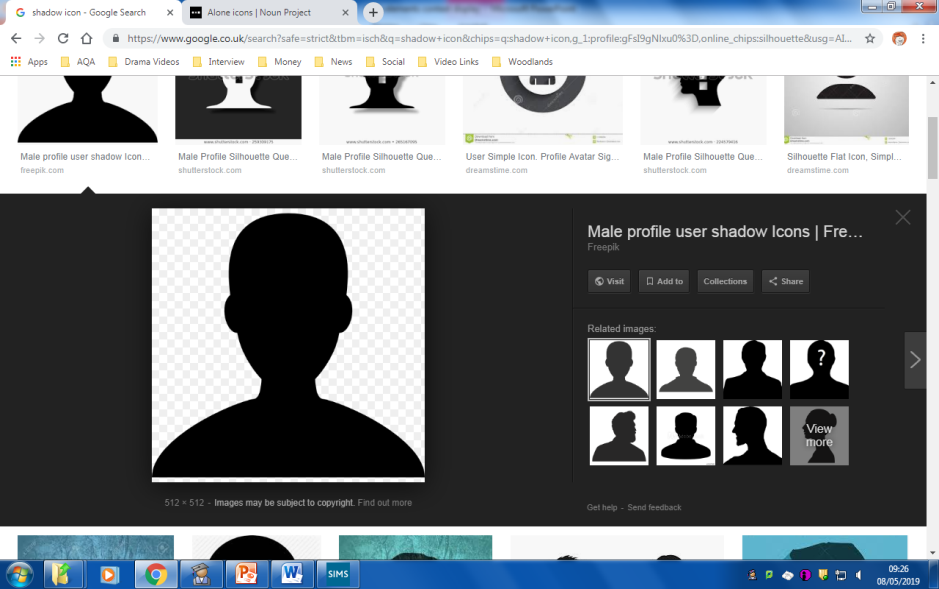 shadow icon - Google Search
Alone icons | Noun Project
https://www.google.co.uk/search?safe=strict&tbm=isch&q=shadow+icon&chips=q:shadow+icon,g_1:profile:gFsI9gNIxu0%3D,online_chips:silhouette&usg=AI...
Apps AQA Drama Videos Interview Money News Social Video Links Woodlands
Male profile user shadow Icon...
freepik.com
Male Profile Silhouette Que...
shutterstock.com
Male Profile Silhouette Que...
shutterstock.com
User Simple Icon. Profile Avatar Sig...
dreamstime.com
Male Profile Silhouette Que...
shutterstock.com
Silhouette Flat Icon, Simpl...
dreamstime.com
Male profile user shadow Icons | Fre...
Freepik
Visit Add to Collections Share
Related images:
?
View
more
512 × 512 - Images may be subject to copyright. Find out more
Get help - Send feedback
SIMS
09:26
08/05/2019